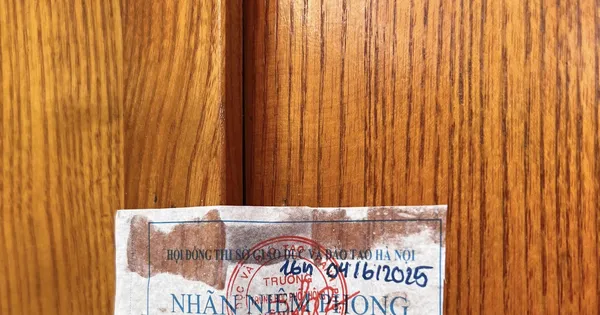 HỘI ĐỒNG THI SỞ GIÁO DỤC VÀ ĐÀO TẠO HÀ NỘI
16h 04/6/2025
TRƯỜNG
NHÃN NIÊM PHONG